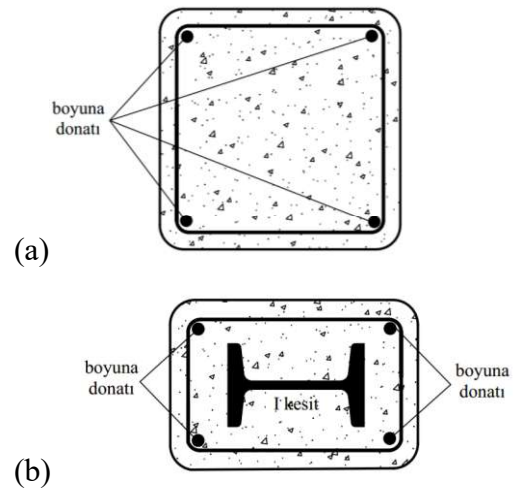 boyuna
donatı
(a)
boyuna
donatı
I kesit
boyuna
donatı
(b)